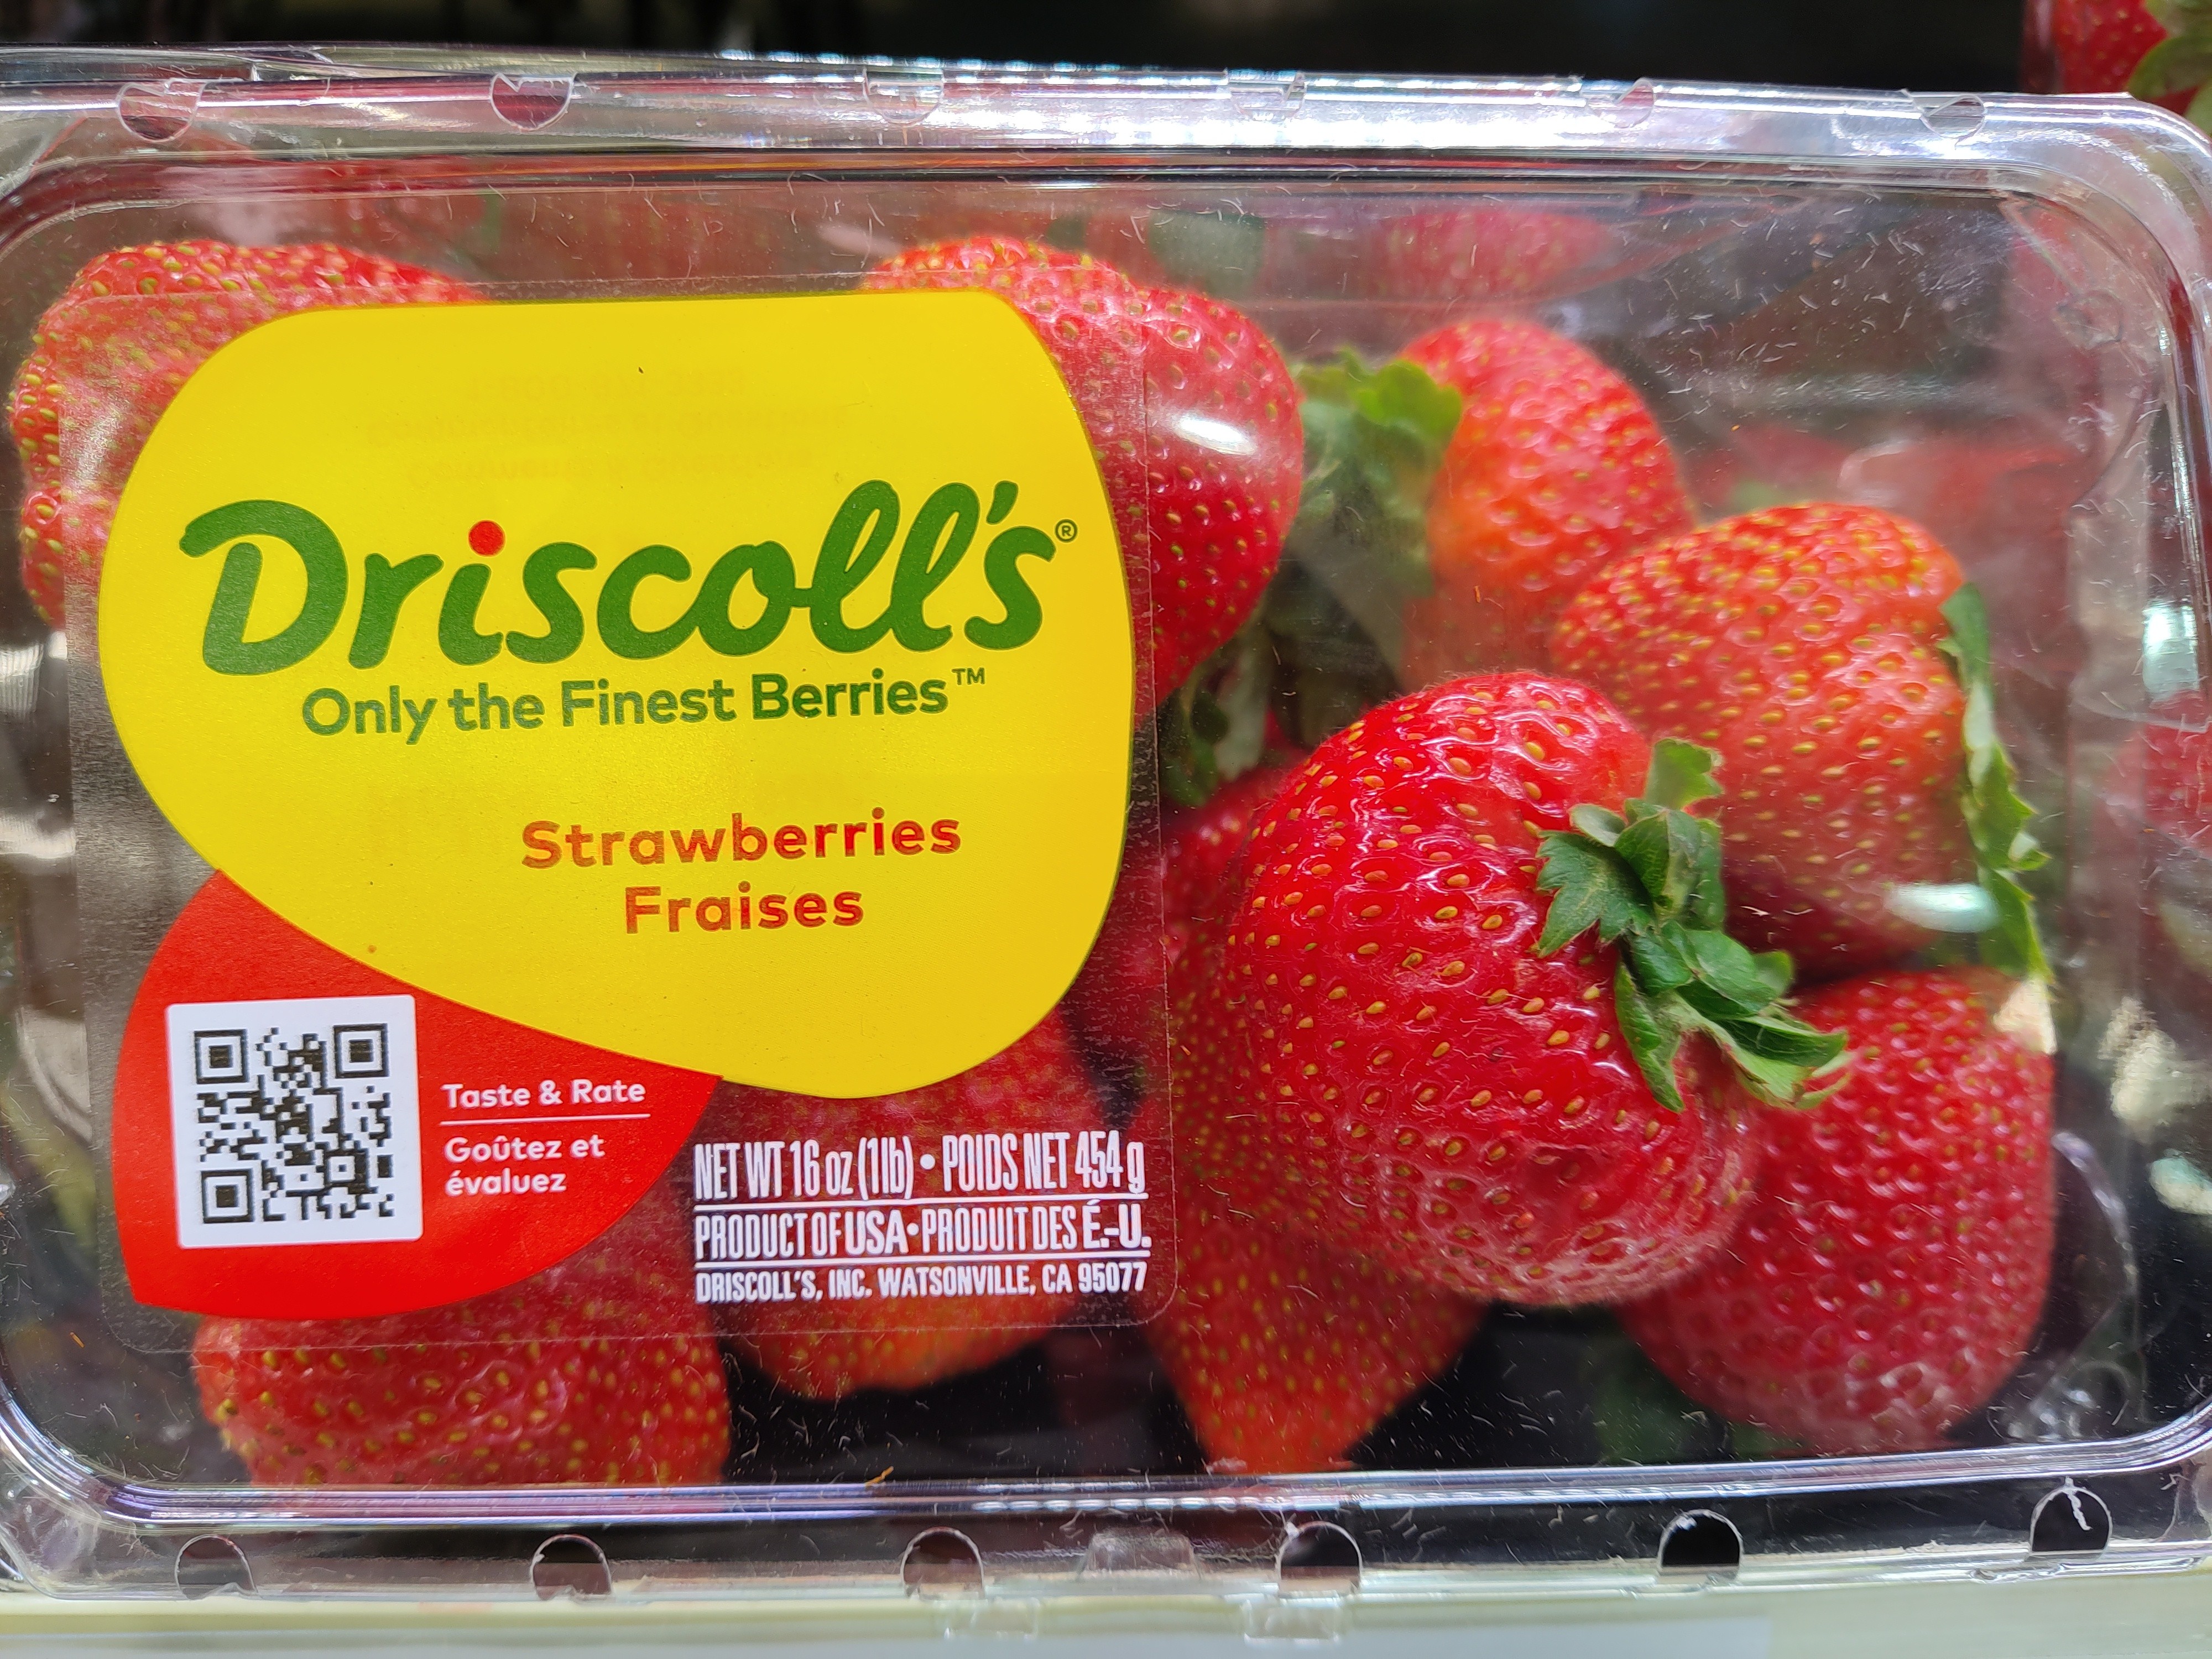 Driscoll's®
Only the Finest Berries™
Strawberries
Fraises
Taste & Rate
Goûtez et
évaluez
NET WT 16 oz (1lb) • POIDS NET 454 g
PRODUCT OF USA • PRODUIT DES É.-U.
DRISCOLL'S, INC. WATSONVILLE, CA 95077